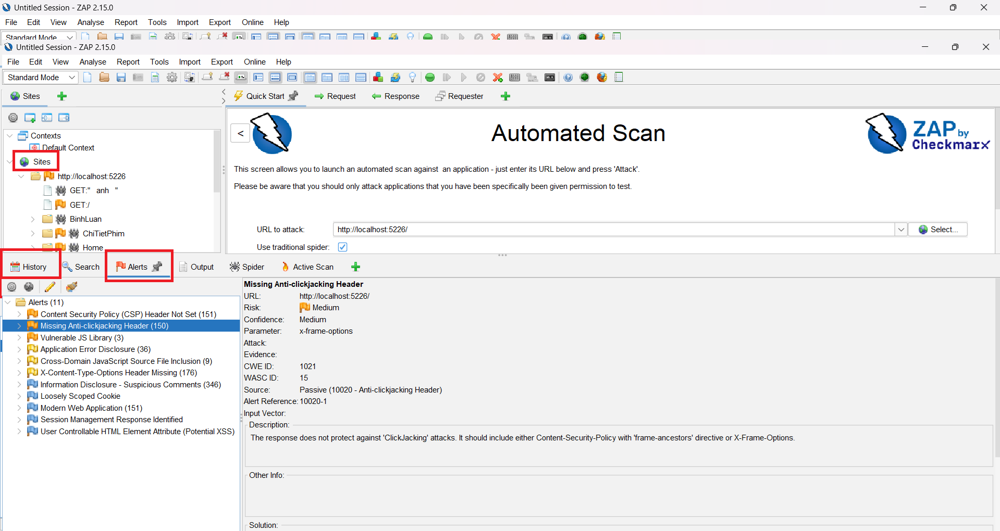 Untitled Session - ZAP 2.15.0
File Edit View Analyse Report Tools Import Export Online Help
Standard Mode
Untitled Session - ZAP 2.15.0
File Edit View Analyse Report Tools Import Export Online Help
Standard Mode
Sites
Quick Start Request Response Requester
Contexts
Default Context
Sites
http://localhost:5226
GET:" anh "
GET:/
BinhLuan
ChiTietPhim
Home
<
Automated Scan
ZAP by
Checkmarx
This screen allows you to launch an automated scan against an application - just enter its URL below and press 'Attack'.
Please be aware that you should only attack applications that you have been specifically been given permission to test.
URL to attack: http://localhost:5226/ Select...
Use traditional spider:
History Search Alerts Output Spider Active Scan
Alerts (11)
Content Security Policy (CSP) Header Not Set (151)
Missing Anti-clickjacking Header (150)
Vulnerable JS Library (3)
Application Error Disclosure (36)
Cross-Domain JavaScript Source File Inclusion (9)
X-Content-Type-Options Header Missing (176)
Information Disclosure - Suspicious Comments (346)
Loosely Scoped Cookie
Modern Web Application (151)
Session Management Response Identified
User Controllable HTML Element Attribute (Potential XSS)
Missing Anti-clickjacking Header
URL: http://localhost:5226/
Risk: Medium
Confidence: Medium
Parameter: x-frame-options
Attack:
Evidence:
CWE ID: 1021
WASC ID: 15
Source: Passive (10020 - Anti-clickjacking Header)
Alert Reference: 10020-1
Input Vector:
Description:
The response does not protect against 'ClickJacking' attacks. It should include either Content-Security-Policy with 'frame-ancestors' directive or X-Frame-Options.
Other Info:
Solution: